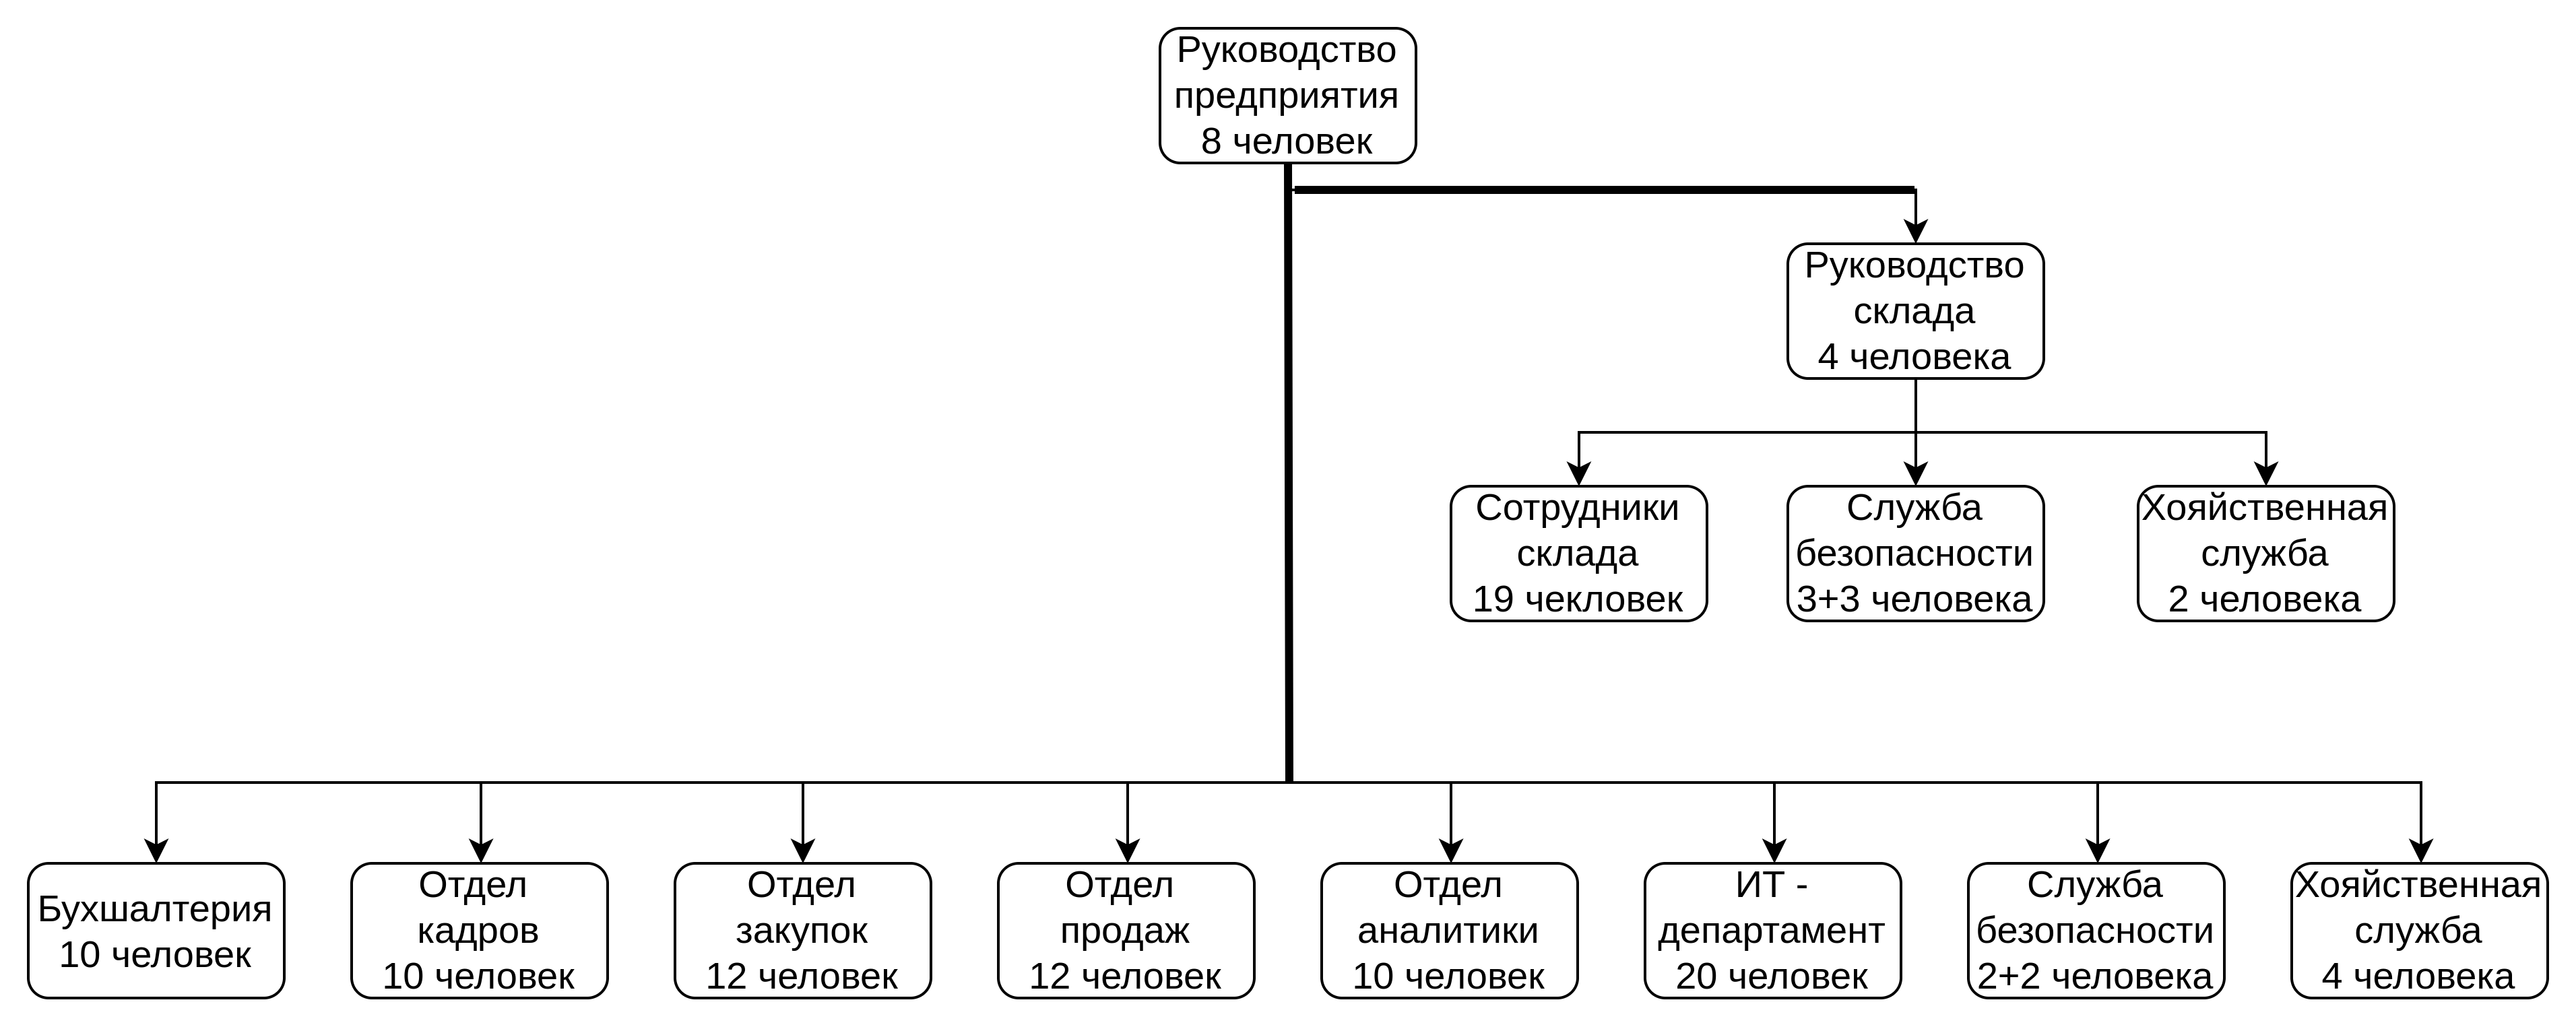 Руководство
предприятия
8 человек
Руководство
склада
4 человека
Сотрудники
склада
19 чекловек
Служба
безопасности
3+3 человека
Хояйственная
служба
2 человека
Бухшалтерия
10 человек
Отдел
кадров
10 человек
Отдел
закупок
12 человек
Отдел
продаж
12 человек
Отдел
аналитики
10 человек
ИТ -
департамент
20 человек
Служба
безопасности
2+2 человека
Хояйственная
служба
4 человека